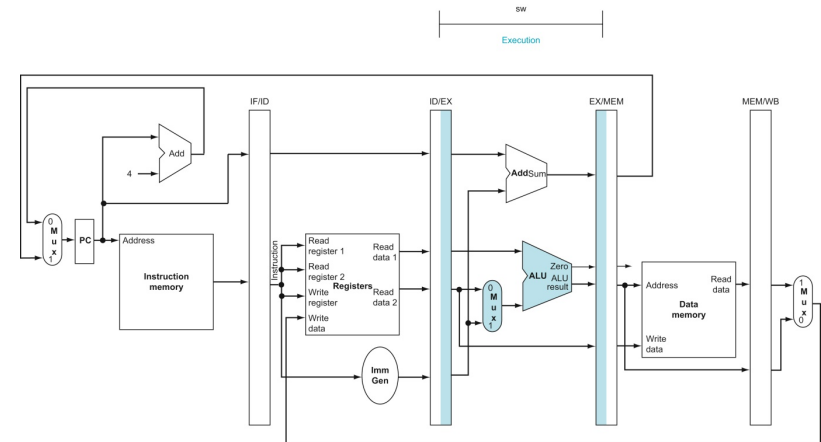 sw
Execution
IF/ID
ID/EX
EX/MEM
MEM/WB
Add
4
Add Sum
0
M
u
x
1
PC
Address
Instruction
memory
Instruction
Read
register 1
Read
register 2
Write
register
Write
data
Registers
Read
data 1
Read
data 2
Imm
Gen
0
M
u
x
1
ALU
Zero
ALU
result
Address
Write
data
Data
memory
Read
data
1
M
u
x
0